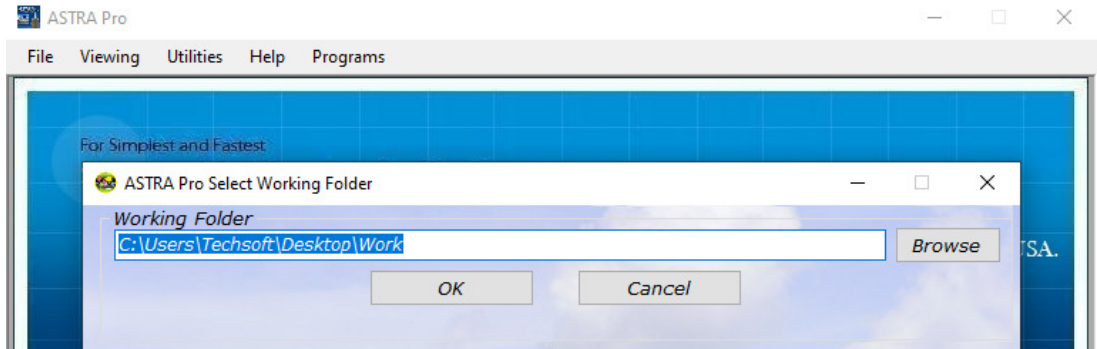 ASTRA Pro
File Viewing Utilities Help Programs
For Simplest and Fastest
ASTRA Pro Select Working Folder
Working Folder
C:\Users\Techsoft\Desktop\Work
Browse
USA.
OK Cancel